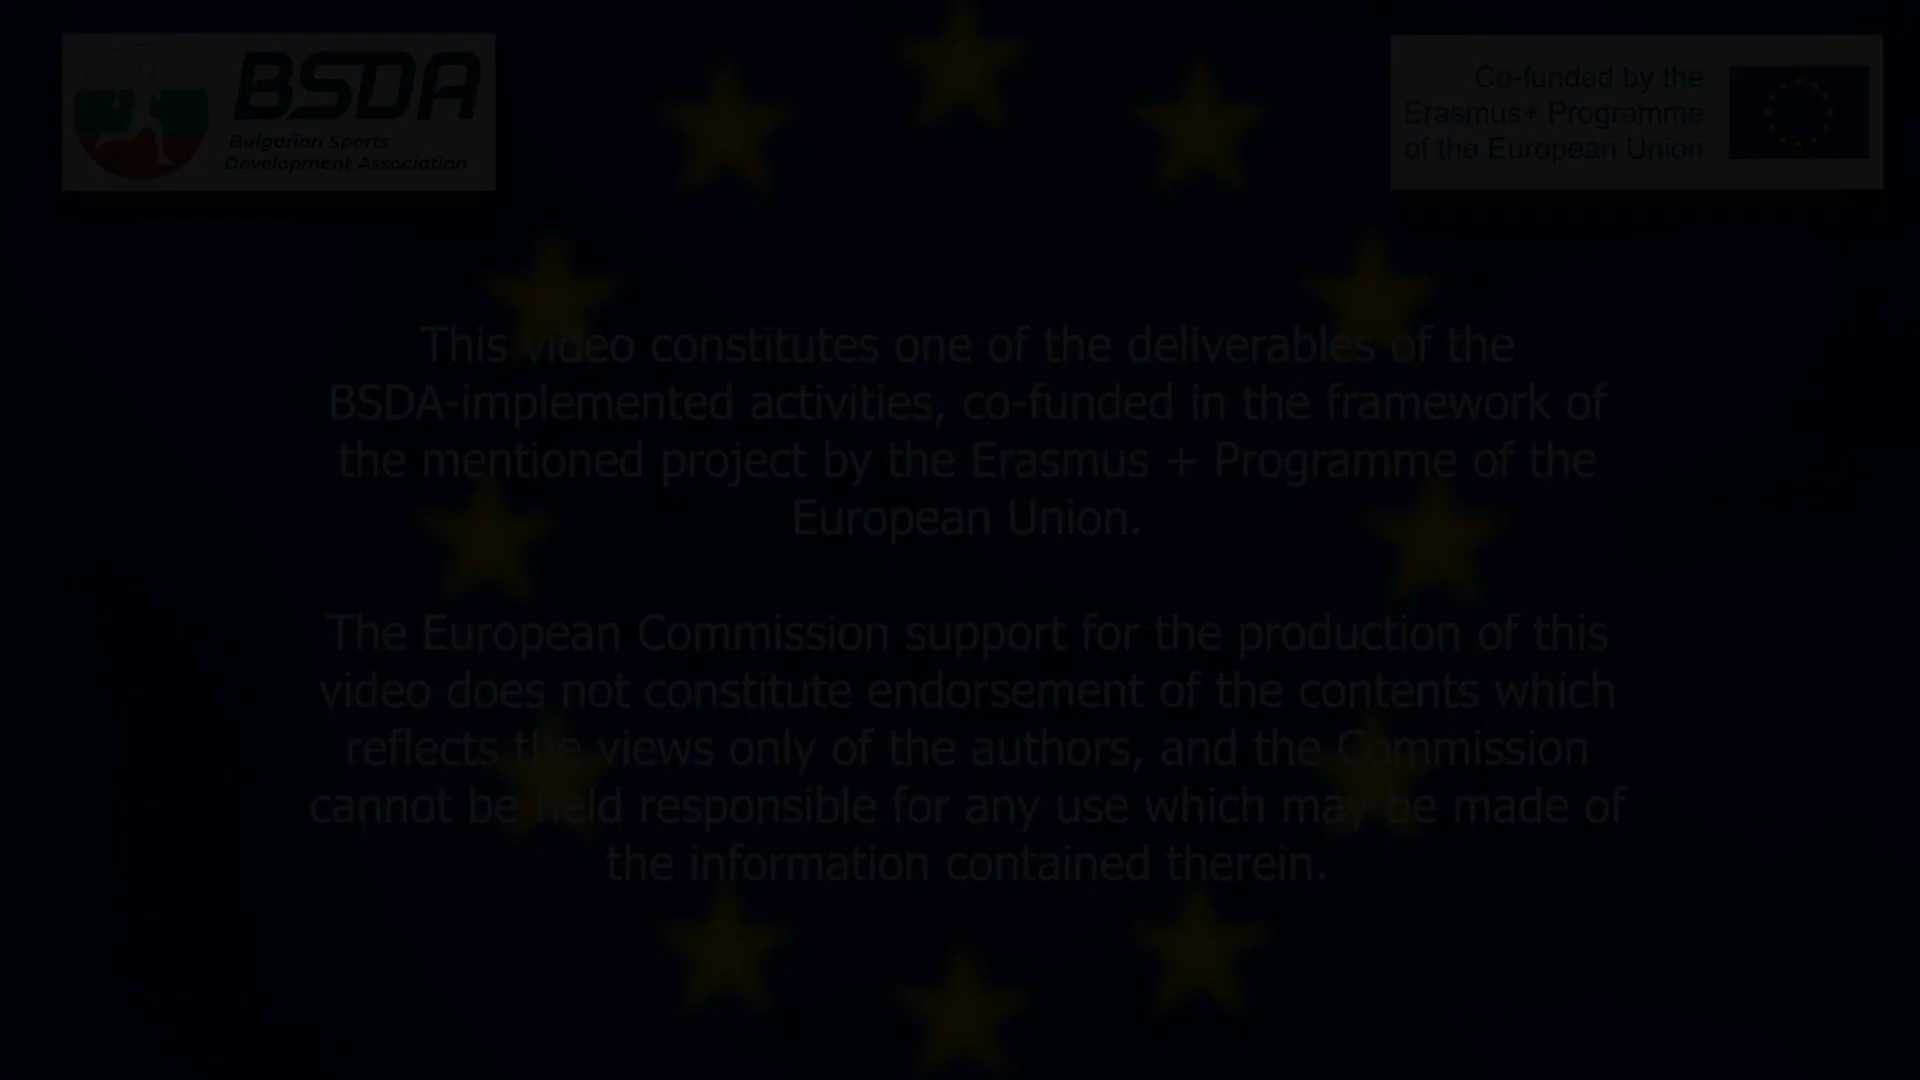 BSDA
Bulgarian Sports
Development Association
Co-funded by the
Erasmus+ Programme
of the European Union
This video constitutes one of the deliverables of the
BSDA-implemented activities, co-funded in the framework of
the mentioned project by the Erasmus + Programme of the
European Union.
The European Commission support for the production of this
video does not constitute endorsement of the contents which
reflects the views only of the authors, and the Commission
cannot be held responsible for any use which may be made of
the information contained therein.